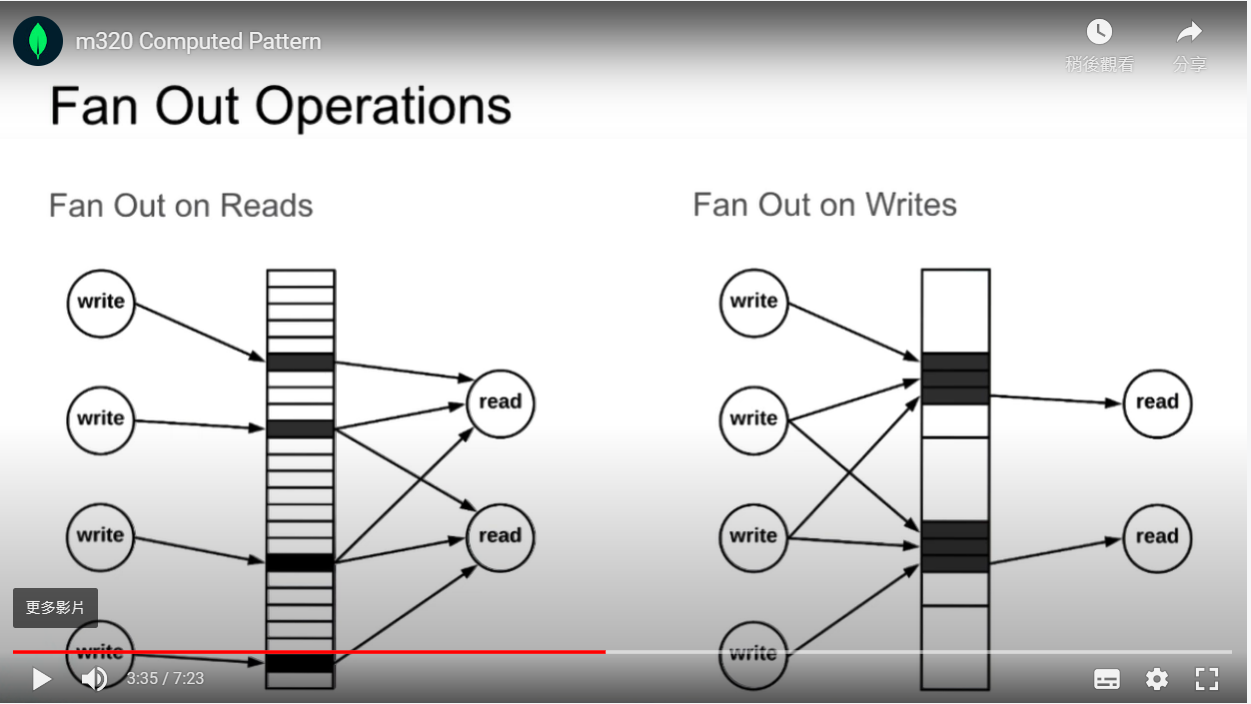 m320 Computed Pattern
稍後觀看
分享
Fan Out Operations
Fan Out on Reads
Fan Out on Writes
write
write
write
write
read
read
write
write
write
write
read
read
更多影片
3:35 / 7:23